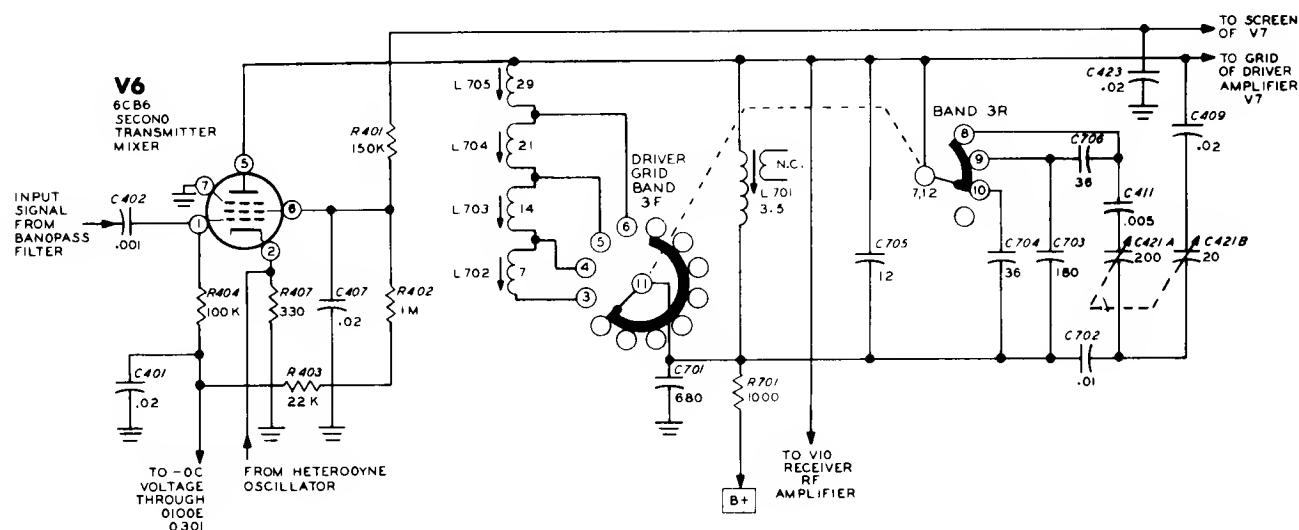 V6
6CB6
SECOND
TRANSMITTER
MIXER
INPUT
SIGNAL
FROM
BANDPASS
FILTER
C402
.001
5
7
1
6
2
R401
150K
R404
100K
R407
330
C407
.02
R402
1M
C401
.02
R403
22K
TO -DC
VOLTAGE
THROUGH
0100E
0301
FROM HETERODYNE
OSCILLATOR
L705
29
L704
21
L703
14
L702
7
DRIVER
GRID
BAND
3F
6
5
4
3
11
C701
680
R701
1000
B+
N.C.
L701
3.5
TO V10
RECEIVER
RF
AMPLIFIER
C705
12
BAND 3R
7,12
8
9
10
C704
36
C703
180
C706
36
C411
.005
C421A
200
C421B
20
C702
.01
C423
.02
C409
.02
TO SCREEN
OF V7
TO GRID
OF DRIVER
AMPLIFIER
V7